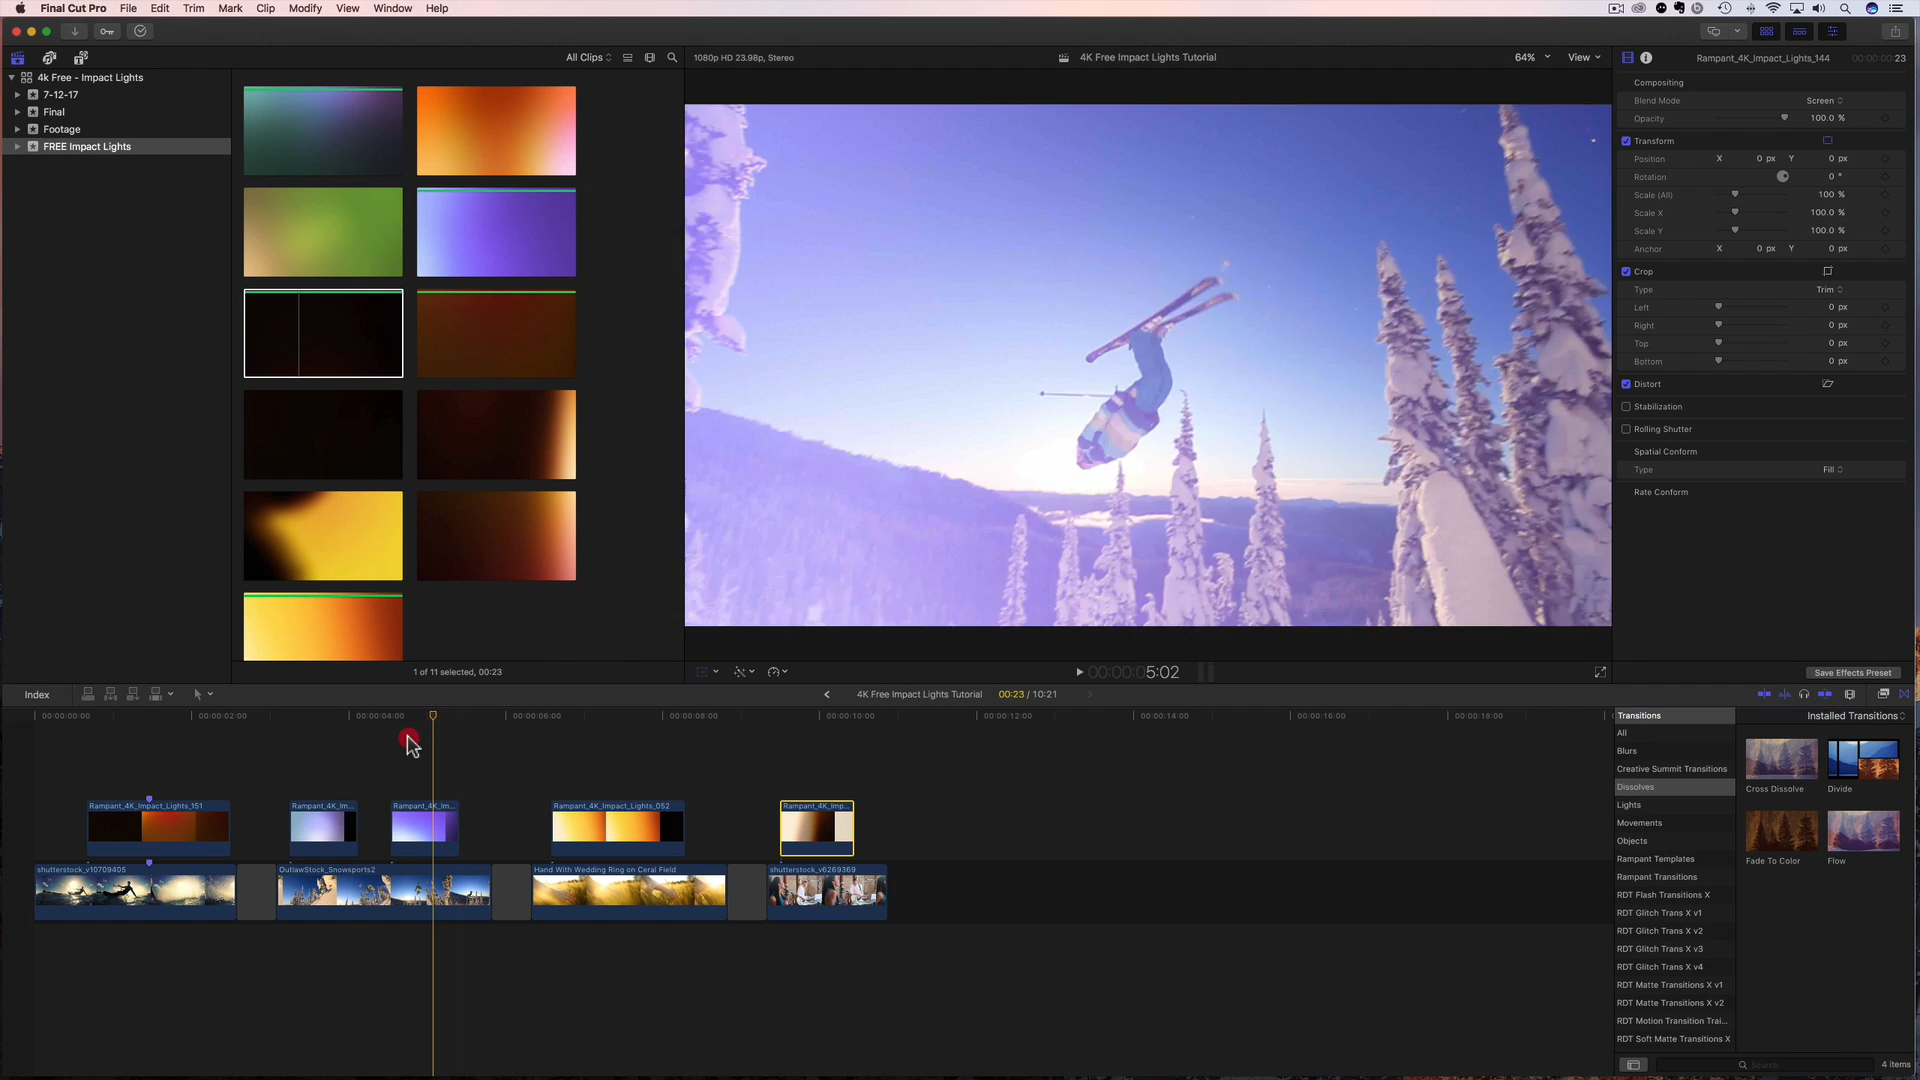 Final Cut Pro File Edit Trim Mark Clip Modify View Window Help
All Clips
1080p HD 23.98p, Stereo
4K Free Impact Lights Tutorial
64%
View
Rampant_4K_Impact_Lights_144
00:00:00:23
4k Free - Impact Lights
7-12-17
Final
Footage
FREE Impact Lights
1 of 11 selected, 00:23
00:00:00:05:02
Compositing
Blend Mode Screen
Opacity 100.0 %
Transform
Position X 0 px Y 0 px
Rotation 0 °
Scale (All) 100 %
Scale X 100.0 %
Scale Y 100.0 %
Anchor X 0 px Y 0 px
Crop
Type Trim
Left 0 px
Right 0 px
Top 0 px
Bottom 0 px
Distort
Stabilization
Rolling Shutter
Spatial Conform
Type Fill
Rate Conform
Save Effects Preset
Index
4K Free Impact Lights Tutorial
00:23 / 10:21
00:00:00:00 00:00:02:00 00:00:04:00 00:00:06:00 00:00:08:00 00:00:10:00 00:00:12:00 00:00:14:00 00:00:16:00 00:00:18:00
Rampant_4K_Impact_Lights_151
Rampant_4K_Im...
Rampant_4K_Im...
Rampant_4K_Impact_Lights_052
Rampant_4K_Imp...
shutterstock_v10709405
OutlawStock_Snowsports2
Hand With Wedding Ring on Ceral Field
shutterstock_v6269369
Transitions
All
Blurs
Creative Summit Transitions
Dissolves
Lights
Movements
Objects
Rampant Templates
Rampant Transitions
RDT Flash Transitions X
RDT Glitch Trans X v1
RDT Glitch Trans X v2
RDT Glitch Trans X v3
RDT Glitch Trans X v4
RDT Matte Transitions X v1
RDT Matte Transitions X v2
RDT Motion Transition Trai...
RDT Soft Matte Transitions X
Installed Transitions
Cross Dissolve
Divide
Fade To Color
Flow
Search
4 items